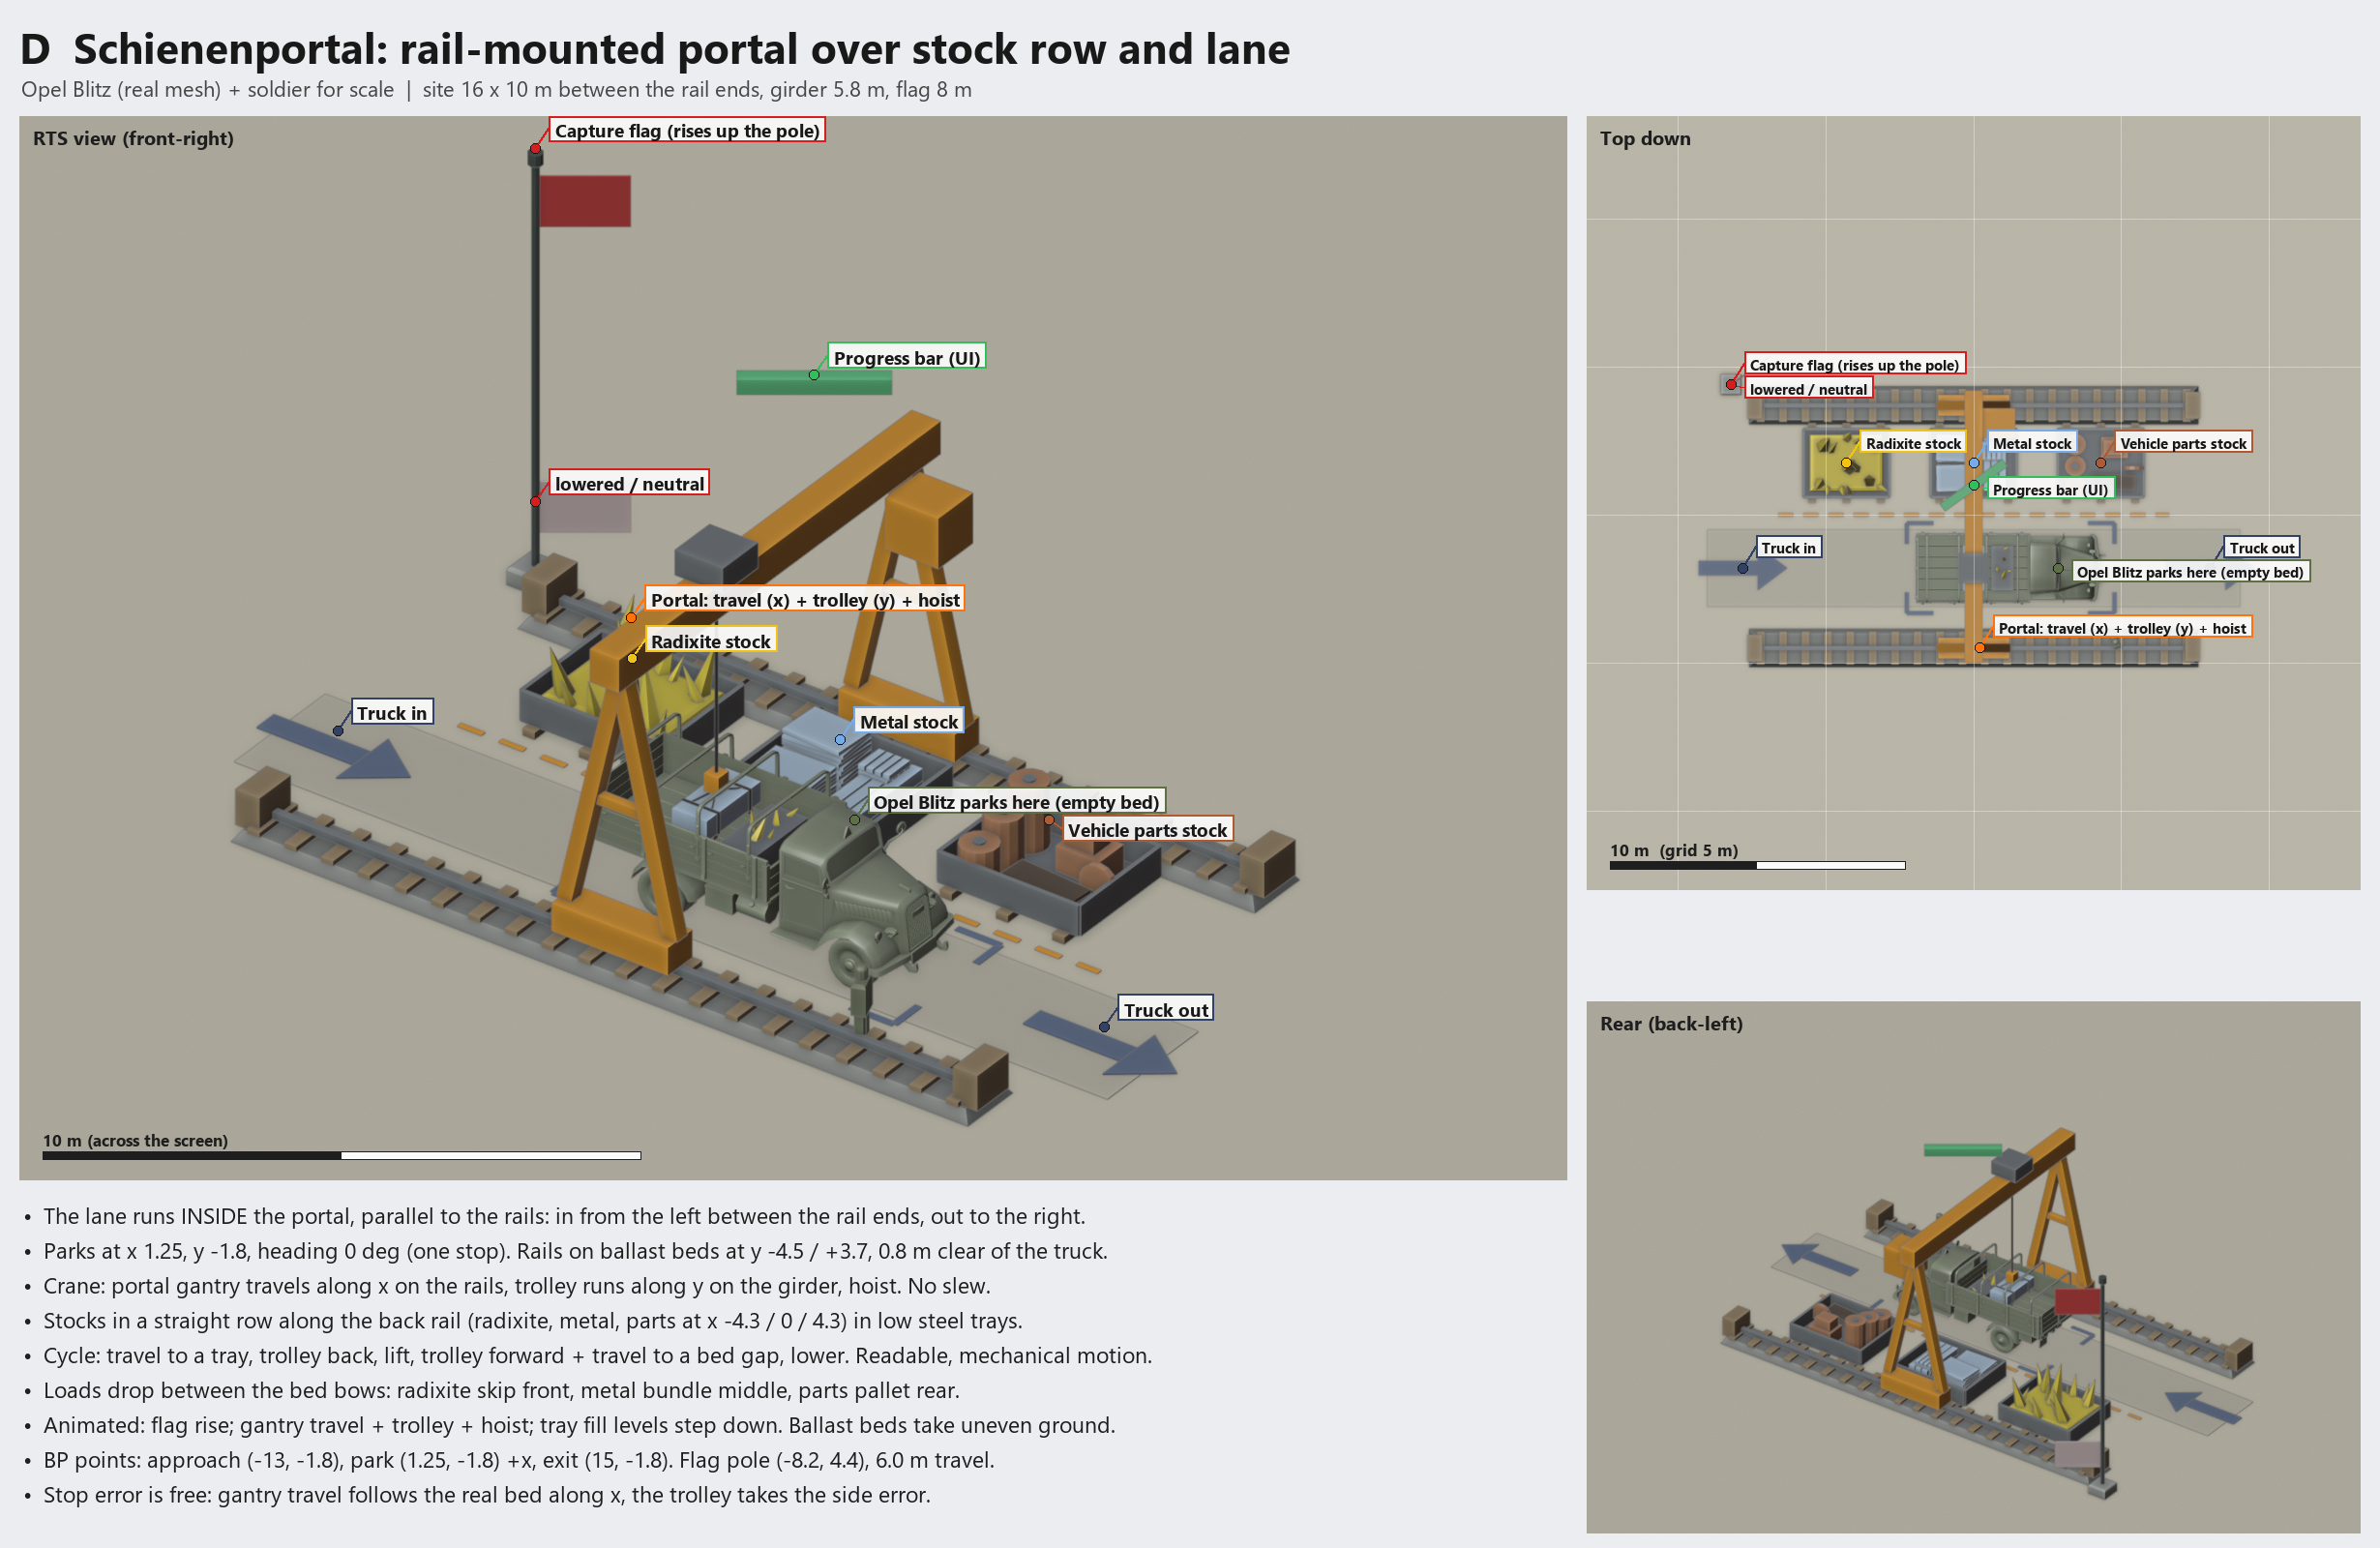 D Schienenportal: rail-mounted portal over stock row and lane
Opel Blitz (real mesh) + soldier for scale | site 16 x 10 m between the rail ends, girder 5.8 m, flag 8 m
RTS view (front-right)
Capture flag (rises up the pole)
Progress bar (UI)
lowered / neutral
Portal: travel (x) + trolley (y) + hoist
Radixite stock
Truck in
Metal stock
Opel Blitz parks here (empty bed)
Vehicle parts stock
Truck out
10 m (across the screen)
Top down
Capture flag (rises up the pole)
lowered / neutral
Radixite stock
Metal stock
Vehicle parts stock
Progress bar (UI)
Truck in
Truck out
Opel Blitz parks here (empty bed)
Portal: travel (x) + trolley (y) + hoist
10 m (grid 5 m)
Rear (back-left)
• The lane runs INSIDE the portal, parallel to the rails: in from the left between the rail ends, out to the right.
• Parks at x 1.25, y -1.8, heading 0 deg (one stop). Rails on ballast beds at y -4.5 / +3.7, 0.8 m clear of the truck.
• Crane: portal gantry travels along x on the rails, trolley runs along y on the girder, hoist. No slew.
• Stocks in a straight row along the back rail (radixite, metal, parts at x -4.3 / 0 / 4.3) in low steel trays.
• Cycle: travel to a tray, trolley back, lift, trolley forward + travel to a bed gap, lower. Readable, mechanical motion.
• Loads drop between the bed bows: radixite skip front, metal bundle middle, parts pallet rear.
• Animated: flag rise; gantry travel + trolley + hoist; tray fill levels step down. Ballast beds take uneven ground.
• BP points: approach (-13, -1.8), park (1.25, -1.8) +x, exit (15, -1.8). Flag pole (-8.2, 4.4), 6.0 m travel.
• Stop error is free: gantry travel follows the real bed along x, the trolley takes the side error.